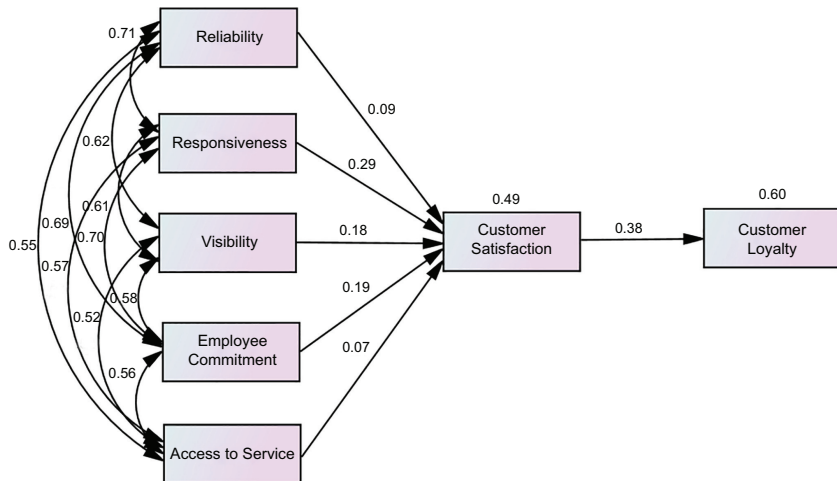 0.71
Reliability
0.09
0.62
Responsiveness
0.29
0.49
0.60
0.61
0.69
0.70
0.55
0.57
Visibility
0.18
Customer
Satisfaction
0.38
Customer
Loyalty
0.58
0.19
0.52
Employee
Commitment
0.07
0.56
Access to Service